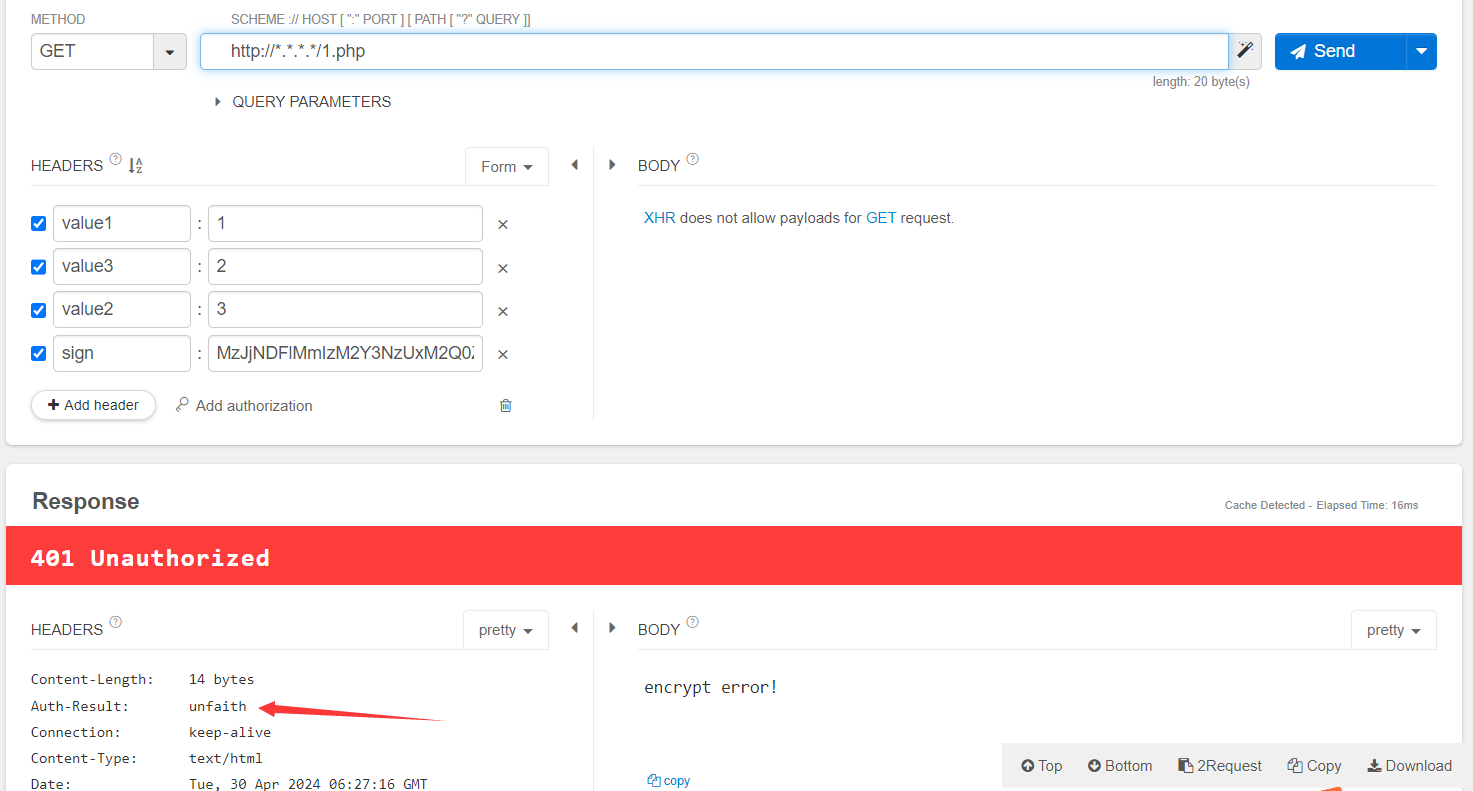 METHOD
SCHEME :// HOST [ ":" PORT ] [ PATH [ "?" QUERY ]]
GET
http://*.*.*.*/1.php
Send
length: 20 byte(s)
QUERY PARAMETERS
HEADERS ?
Form
BODY ?
value1 : 1 ×
XHR does not allow payloads for GET request.
value3 : 2 ×
value2 : 3 ×
sign : ×
+ Add header
Add authorization
Response
Cache Detected - Elapsed Time: 16ms
401 Unauthorized
HEADERS ?
pretty
BODY ?
pretty
Content-Length: 14 bytes
encrypt error!
Auth-Result: unfaith
Connection: keep-alive
Content-Type: text/html
Date: Tue, 30 Apr 2024 06:27:16 GMT
copy
Top
Bottom
2Request
Copy
Download